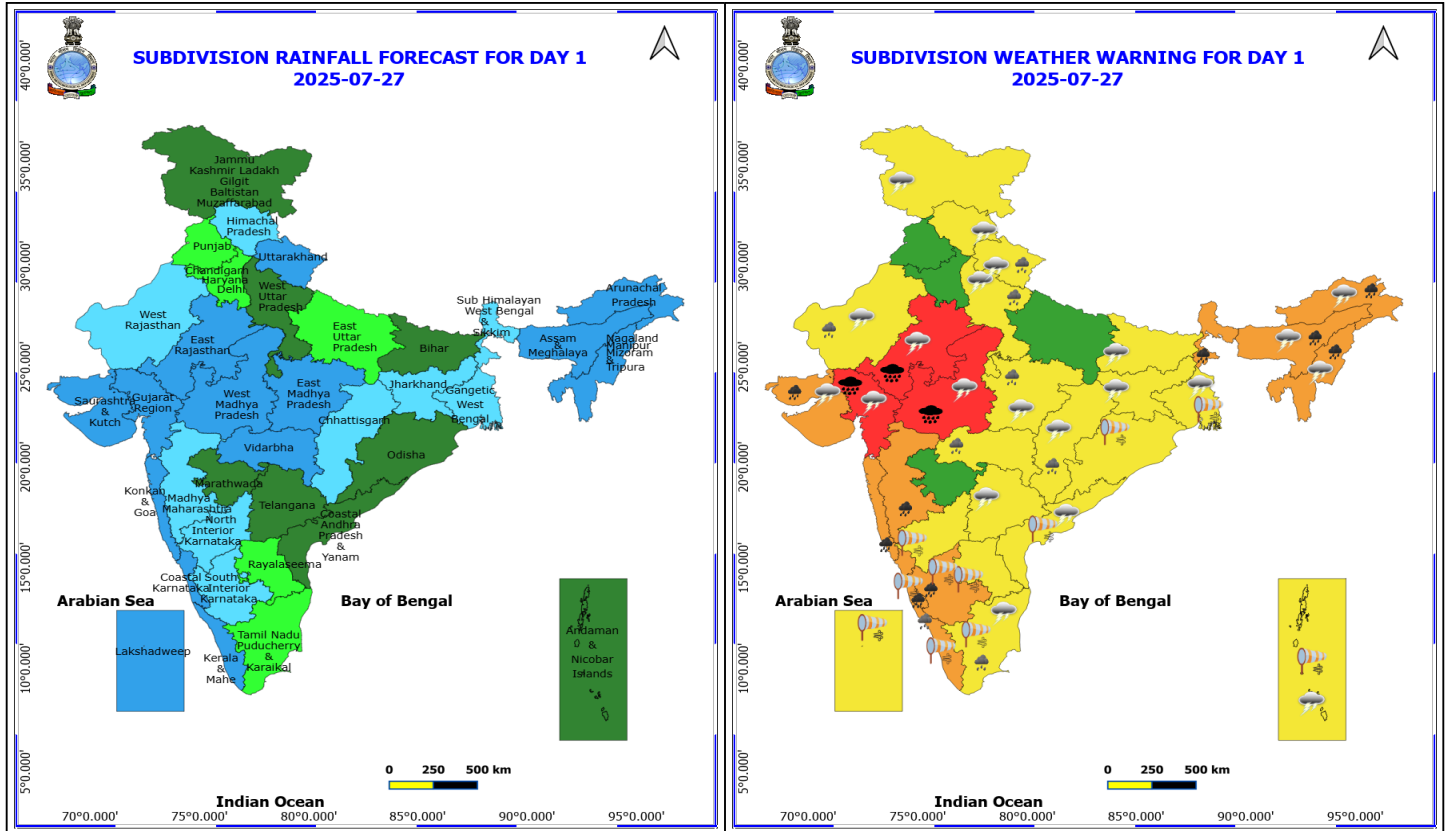 SUBDIVISION RAINFALL FORECAST FOR DAY 1
2025-07-27
40°0.000'
35°0.000'
30°0.000'
25°0.000'
20°0.000'
15°0.000'
10°0.000'
5°0.000'
Jammu
Kashmir Ladakh
Gilgit
Baltistan
Muzaffarabad
Himachal
Pradesh
Punjab
Uttarakhand
Chandigarh
Haryana
Delhi
West
Uttar
Pradesh
West
Rajasthan
East
Rajasthan
East
Uttar
Pradesh
Bihar
Sub Himalayan
West Bengal
&
Sikkim
Arunachal
Pradesh
Assam
&
Meghalaya
Nagaland
Manipur
Mizoram
&
Tripura
Saurashtra
&
Kutch
Gujarat
Region
West
Madhya
Pradesh
East
Madhya
Pradesh
Jharkhand
Gangetic
West
Bengal
Chhattisgarh
Vidarbha
Odisha
Konkan
&
Goa
Madhya
Maharashtra
Marathwada
Telangana
North
Interior
Karnataka
Coastal
Andhra
Pradesh
&
Yanam
Rayalaseema
Coastal
Karnataka
South
Interior
Karnataka
Tamil Nadu
Puducherry
&
Karaikal
Kerala
&
Mahe
Lakshadweep
Andaman
&
Nicobar
Islands
Arabian Sea
Bay of Bengal
Indian Ocean
0 250 500 km
70°0.000' 75°0.000' 80°0.000' 85°0.000' 90°0.000' 95°0.000'
SUBDIVISION WEATHER WARNING FOR DAY 1
2025-07-27
40°0.000'
35°0.000'
30°0.000'
25°0.000'
20°0.000'
15°0.000'
10°0.000'
5°0.000'
Arabian Sea
Bay of Bengal
Indian Ocean
0 250 500 km
70°0.000' 75°0.000' 80°0.000' 85°0.000' 90°0.000' 95°0.000'